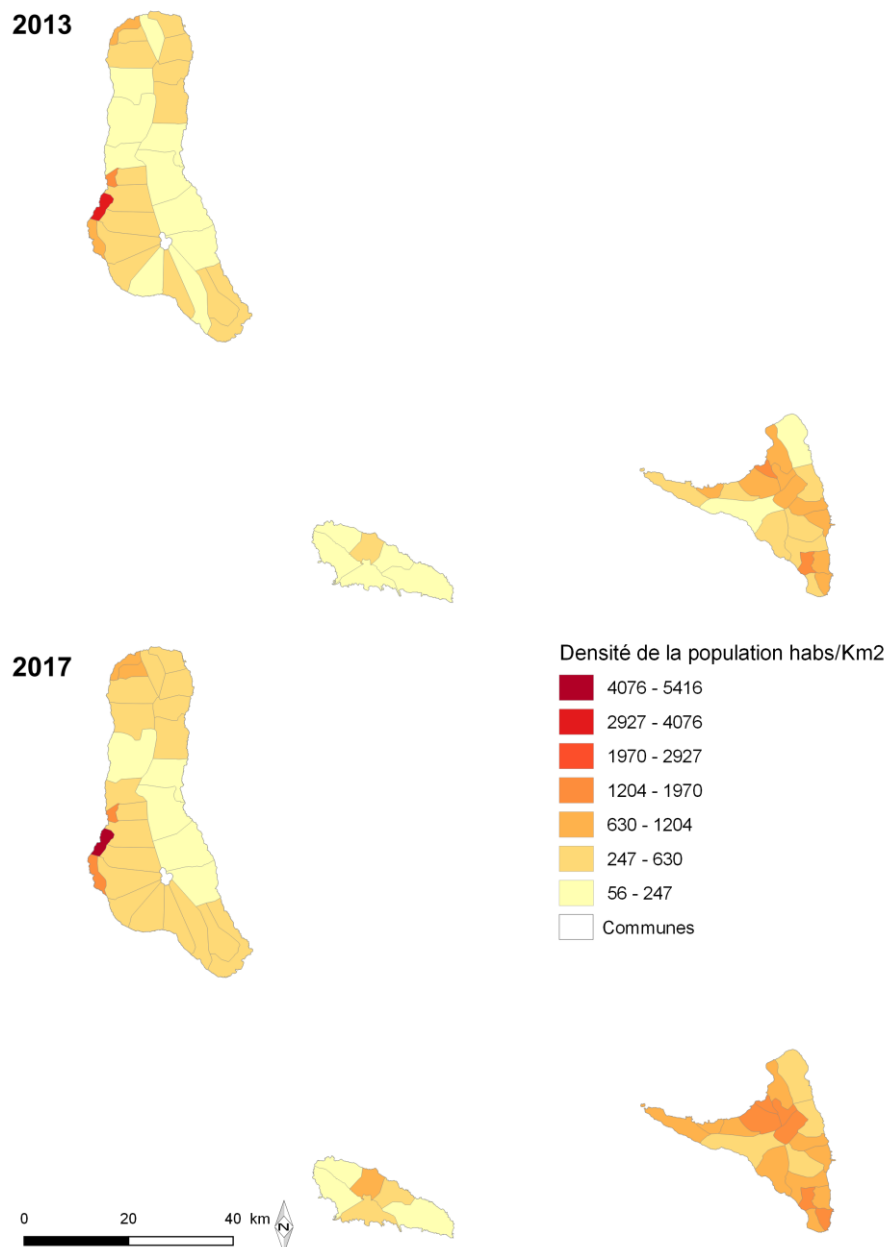 2013
2017
Densité de la population habs/Km2
4076 - 5416
2927 - 4076
1970 - 2927
1204 - 1970
630 - 1204
247 - 630
56 - 247
Communes
0 20 40 km
N